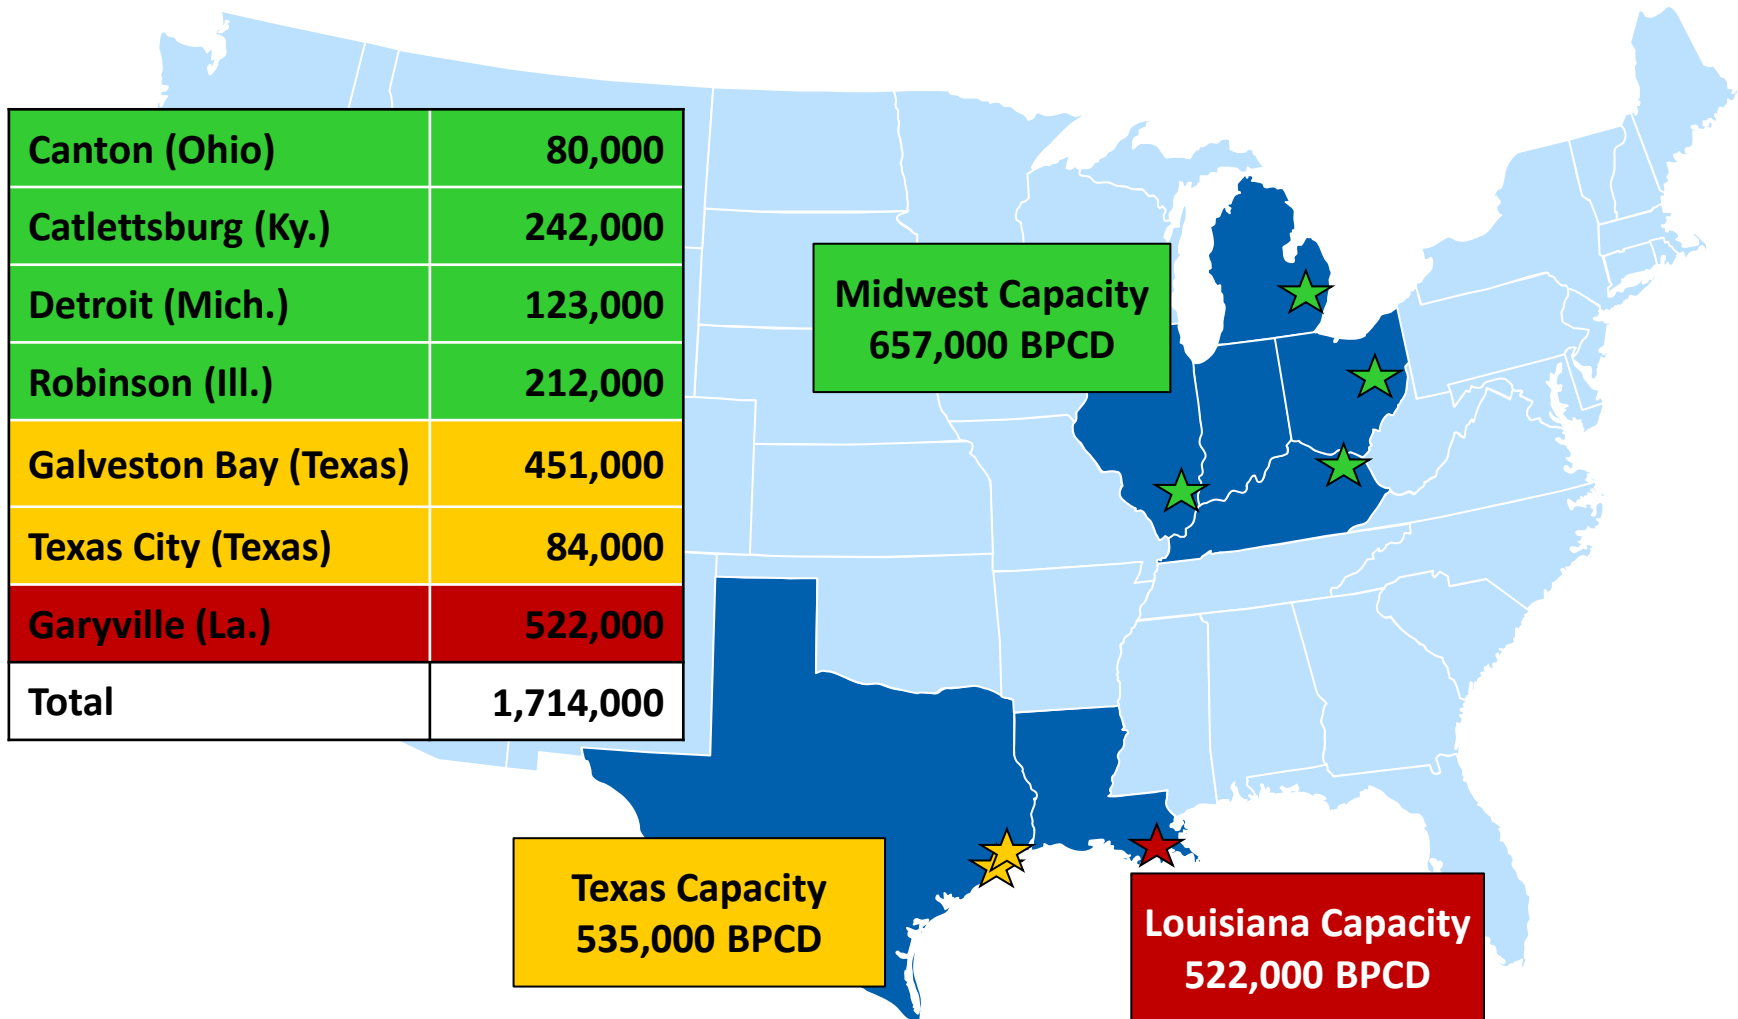 Canton (Ohio) 80,000
Catlettsburg (Ky.) 242,000
Detroit (Mich.) 123,000
Robinson (Ill.) 212,000
Galveston Bay (Texas) 451,000
Texas City (Texas) 84,000
Garyville (La.) 522,000
Total 1,714,000
Midwest Capacity
657,000 BPCD
Texas Capacity
535,000 BPCD
Louisiana Capacity
522,000 BPCD